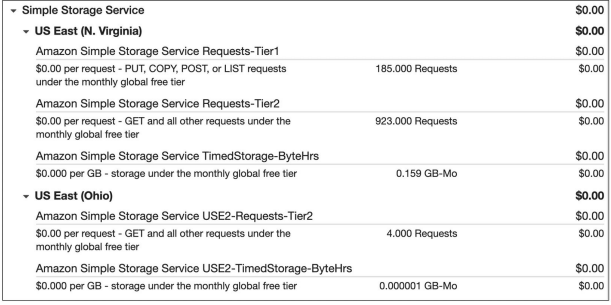 Simple Storage Service $0.00
US East (N. Virginia) $0.00
Amazon Simple Storage Service Requests-Tier1 $0.00
$0.00 per request - PUT, COPY, POST, or LIST requests 185.000 Requests $0.00
under the monthly global free tier
Amazon Simple Storage Service Requests-Tier2 $0.00
$0.00 per request - GET and all other requests under the 923.000 Requests $0.00
monthly global free tier
Amazon Simple Storage Service TimedStorage-ByteHrs $0.00
$0.000 per GB - storage under the monthly global free tier 0.159 GB-Mo $0.00
US East (Ohio) $0.00
Amazon Simple Storage Service USE2-Requests-Tier2 $0.00
$0.00 per request - GET and all other requests under the 4.000 Requests $0.00
monthly global free tier
Amazon Simple Storage Service USE2-TimedStorage-ByteHrs $0.00
$0.000 per GB - storage under the monthly global free tier 0.000001 GB-Mo $0.00